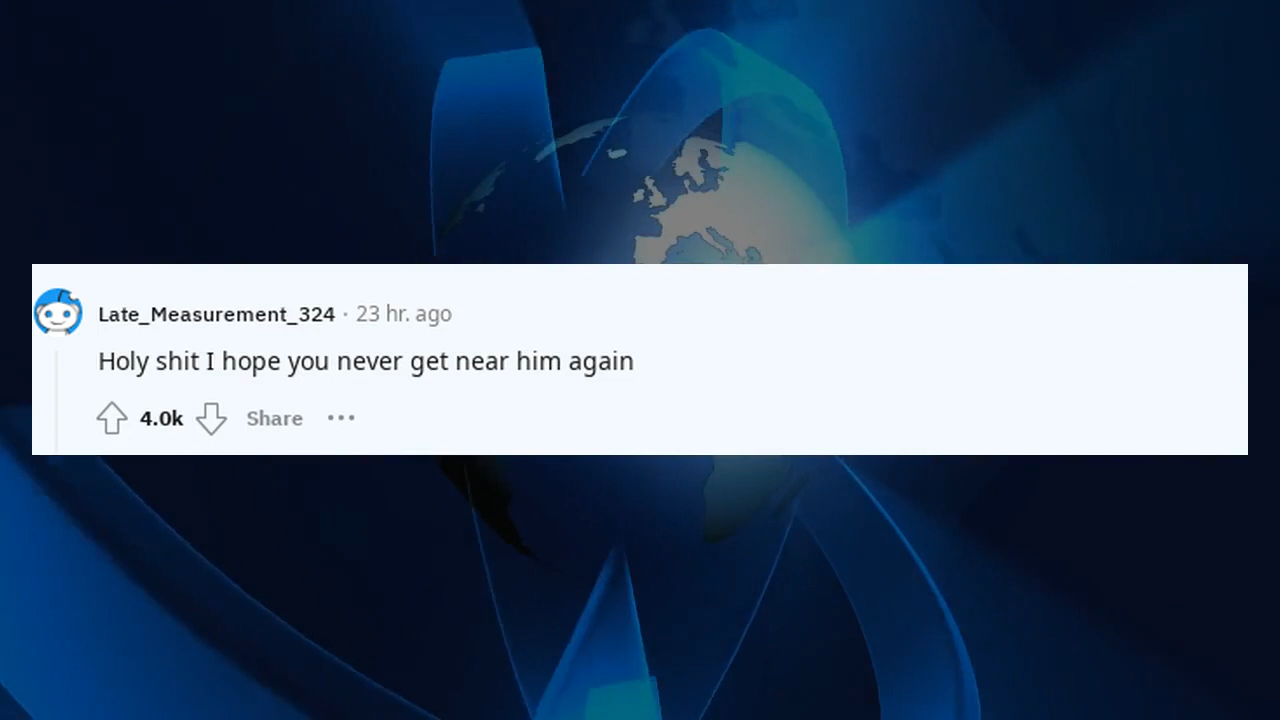 Late_Measurement_324 · 23 hr. ago
Holy shit I hope you never get near him again
4.0k Share